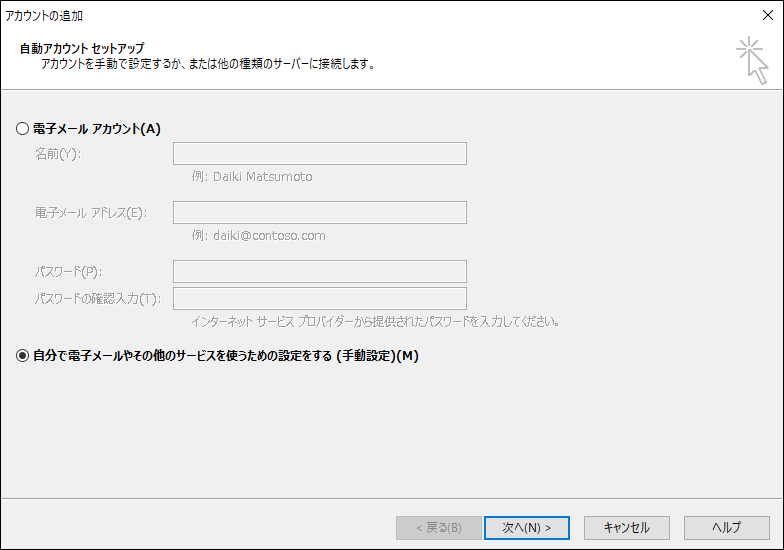 アカウントの追加
自動アカウント セットアップ
アカウントを手動で設定するか、または他の種類のサーバーに接続します。
電子メール アカウント(A)
名前(Y):
例: Daiki Matsumoto
電子メール アドレス(E):
例: daiki@contoso.com
パスワード(P):
パスワードの確認入力(T):
インターネット サービス プロバイダーから提供されたパスワードを入力してください。
自分で電子メールやその他のサービスを使うための設定をする (手動設定)(M)
< 戻る(B) 次へ(N) > キャンセル ヘルプ